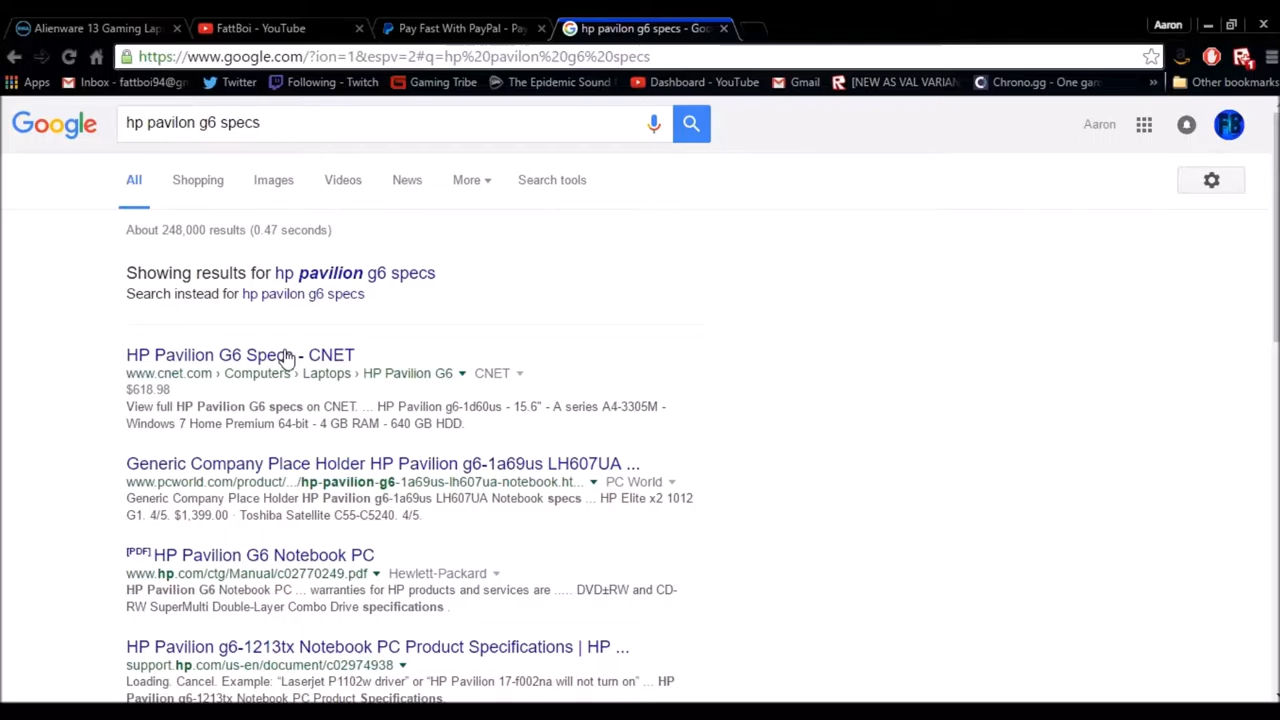 Alienware 13 Gaming Lap
FattBoi - YouTube
Pay Fast With PayPal -
hp pavilon g6 specs - Goo
Aaron
https://www.google.com/?ion=1&espv=2#q=hp%20pavilon%20g6%20specs
Apps
Inbox - fattboi94@gn
Twitter
Following - Twitch
Gaming Tribe
The Epidemic Sound
Dashboard - YouTube
Gmail
[NEW AS VAL VARIAN
Chrono.gg - One gam
» Other bookmarks
Google
hp pavilon g6 specs
Aaron
All
Shopping
Images
Videos
News
More
Search tools
About 248,000 results (0.47 seconds)
Showing results for hp pavilion g6 specs
Search instead for hp pavilon g6 specs
HP Pavilion G6 Specs - CNET
www.cnet.com › Computers › Laptops › HP Pavilion G6 CNET
$618.98
View full HP Pavilion G6 specs on CNET. ... HP Pavilion g6-1d60us - 15.6" - A series A4-3305M -
Windows 7 Home Premium 64-bit - 4 GB RAM - 640 GB HDD.
Generic Company Place Holder HP Pavilion g6-1a69us LH607UA ...
www.pcworld.com/product/.../hp-pavilion-g6-1a69us-lh607ua-notebook.ht... PC World
Generic Company Place Holder HP Pavilion g6-1a69us LH607UA Notebook specs ... HP Elite x2 1012
G1. 4/5. $1,399.00 · Toshiba Satellite C55-C5240. 4/5.
[PDF] HP Pavilion G6 Notebook PC
www.hp.com/ctg/Manual/c02770249.pdf Hewlett-Packard
HP Pavilion G6 Notebook PC ... warranties for HP products and services are ..... DVD±RW and CD-
RW SuperMulti Double-Layer Combo Drive specifications .
HP Pavilion g6-1213tx Notebook PC Product Specifications | HP ...
support.hp.com/us-en/document/c02974938
Loading. Cancel. Example: “Laserjet P1102w driver” or “HP Pavilion 17-f002na will not turn on” ... HP
Pavilion g6-1213tx Notebook PC Product Specifications.